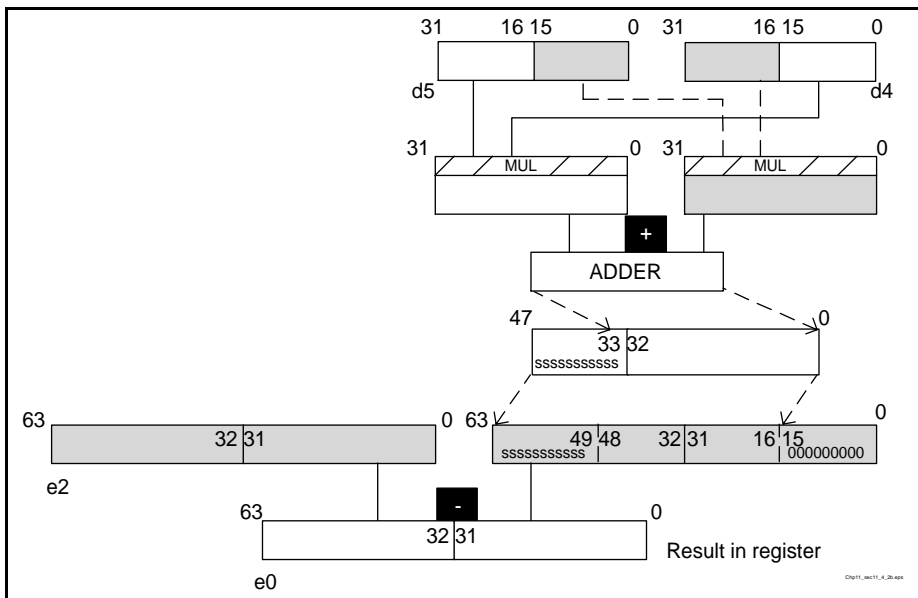 31 16 15 0 31 16 15 0
d5 d4
31 0 31 0
MUL MUL
+
ADDER
47 0
33 32
sssssssssss
63 0 63 0
32 31 49 48 32 31 16 15
sssssssssss 000000000
e2
-
63 0
32 31
Result in register
e0
Chp11_sec11_4_2b.eps